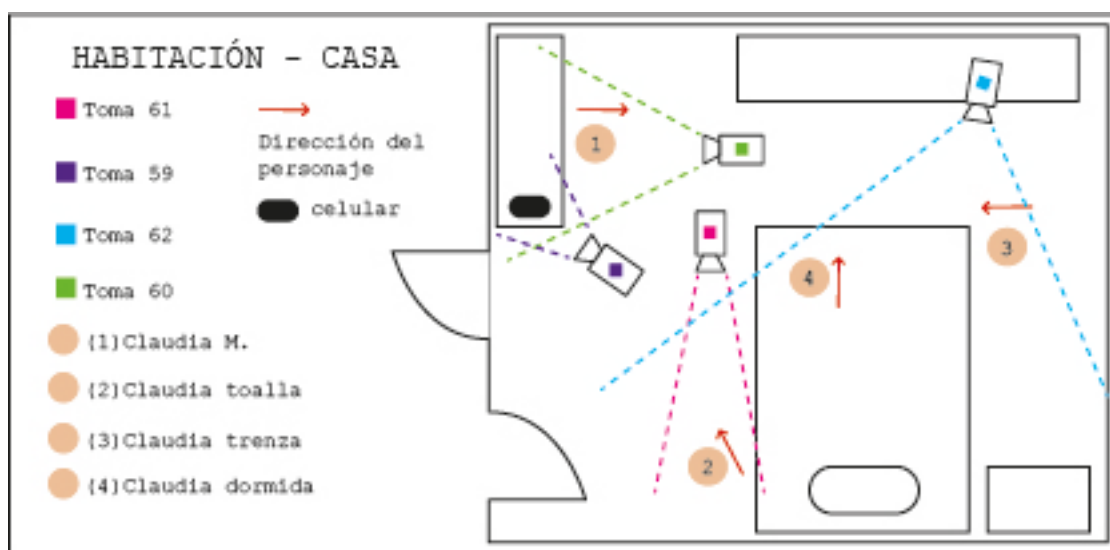 HABITACIÓN - CASA
Toma 61
Dirección del
personaje
Toma 59
celular
Toma 62
Toma 60
(1)Claudia M.
(2)Claudia toalla
(3)Claudia trenza
(4)Claudia dormida
1
3
4
2